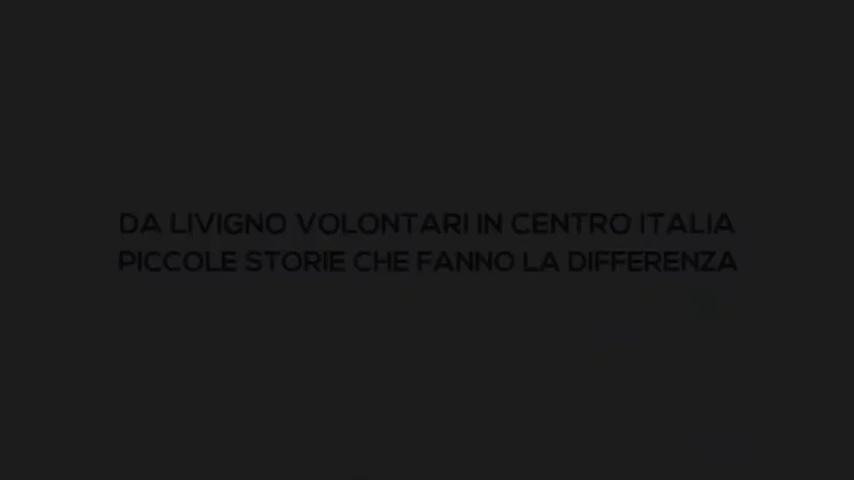 DA LIVIGNO VOLONTARI IN CENTRO ITALIA
PICCOLE STORIE CHE FANNO LA DIFFERENZA